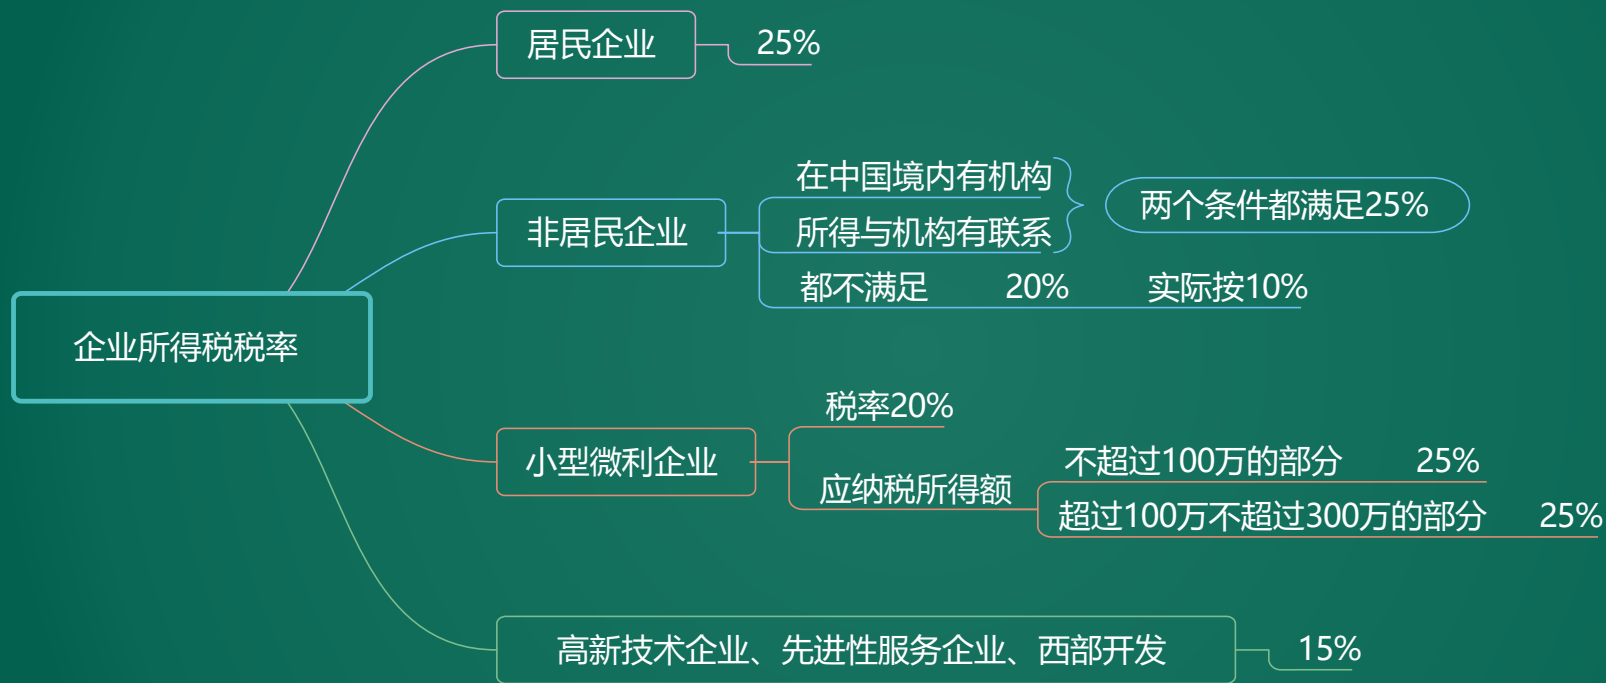 居民企业 25%
在中国境内有机构
两个条件都满足25%
非居民企业
所得与机构有联系
都不满足 20% 实际按10%
企业所得税税率
税率20%
小型微利企业
应纳税所得额
不超过100万的部分 25%
超过100万不超过300万的部分 25%
高新技术企业、先进性服务企业、西部开发 15%